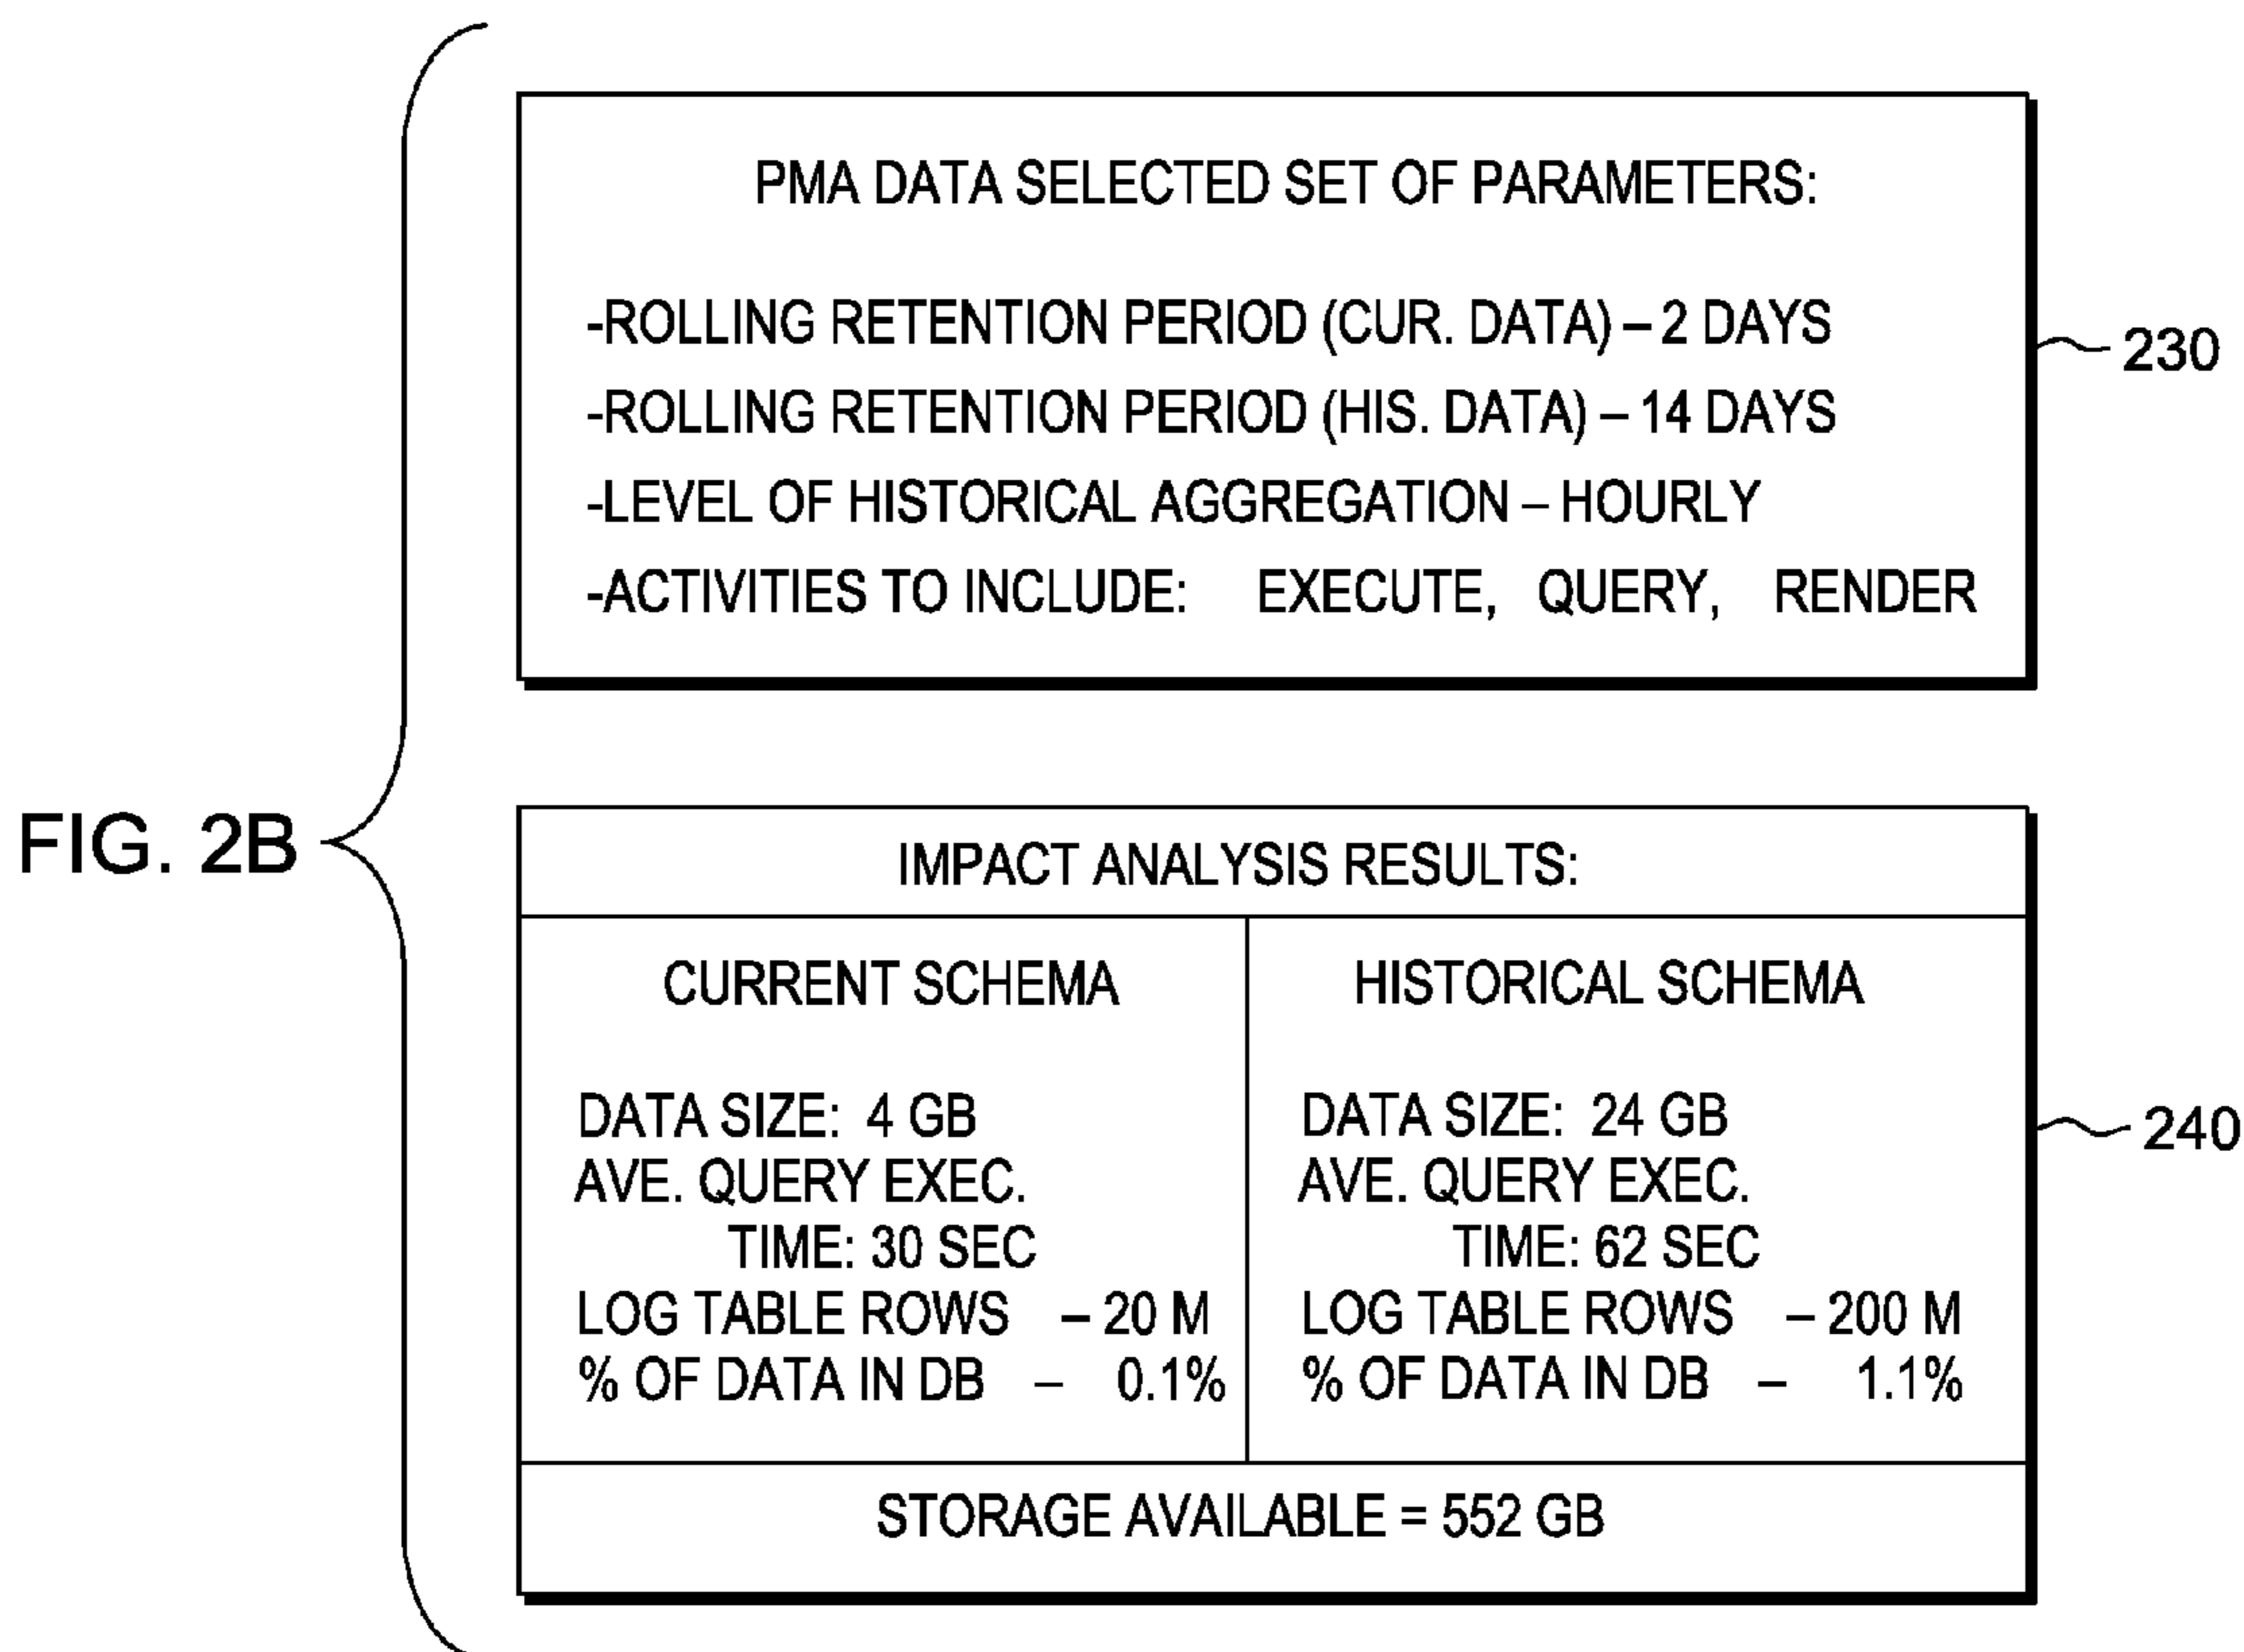 PMA DATA SELECTED SET OF PARAMETERS:
-ROLLING RETENTION PERIOD (CUR. DATA) – 2 DAYS
-ROLLING RETENTION PERIOD (HIS. DATA) – 14 DAYS
-LEVEL OF HISTORICAL AGGREGATION – HOURLY
-ACTIVITIES TO INCLUDE: EXECUTE, QUERY, RENDER
230
FIG. 2B
IMPACT ANALYSIS RESULTS:
CURRENT SCHEMA
DATA SIZE: 4 GB
AVE. QUERY EXEC.
TIME: 30 SEC
LOG TABLE ROWS – 20 M
% OF DATA IN DB – 0.1%
HISTORICAL SCHEMA
DATA SIZE: 24 GB
AVE. QUERY EXEC.
TIME: 62 SEC
LOG TABLE ROWS – 200 M
% OF DATA IN DB – 1.1%
240
STORAGE AVAILABLE = 552 GB